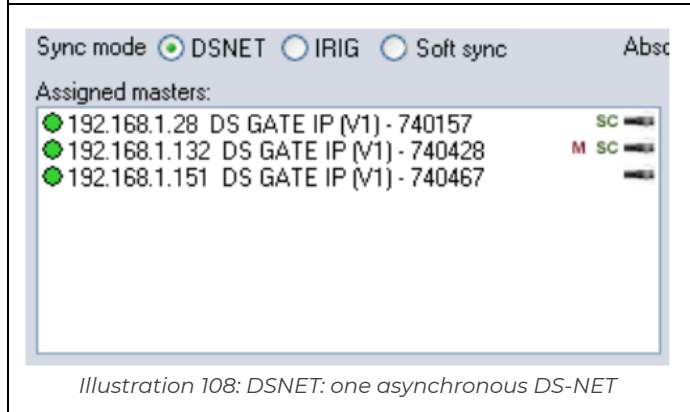 Sync mode DSNET IRIG Soft sync Abso
Assigned masters:
192.168.1.28 DS GATE IP (V1) - 740157 SC
192.168.1.132 DS GATE IP (V1) - 740428 M SC
192.168.1.151 DS GATE IP (V1) - 740467
Illustration 108: DSNET: one asynchronous DS-NET